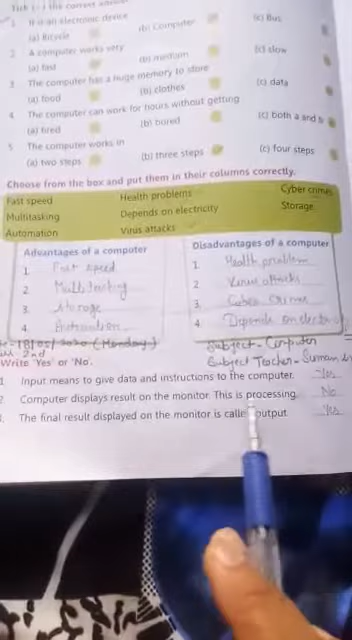 Tick (✓) the correct answer
1 It is an electronic device
(a) Bicycle (b) Computer (c) Bus
2 A computer works very
(a) fast (b) medium (c) slow
3 The computer has a huge memory to store
(a) food (b) clothes (c) data
4 The computer can work for hours without getting
(a) tired (b) bored (c) both a and b
5 The computer works in
(a) two steps (b) three steps (c) four steps
Choose from the box and put them in their columns correctly.
Fast speed Health problems Cyber crimes
Multitasking Depends on electricity Storage
Automation Virus attacks
Advantages of a computer
1. Fast speed
2. Multitasking
3. Storage
4. Automation
Disadvantages of a computer
1. Health problem
2. Virus attacks
3. Cyber crime
4. Depends on
18/05/2020 (Monday) Subject- Computer
2nd Subject Teacher-
Write 'Yes' or 'No'.
1 Input means to give data and instructions to the computer. Yes
2 Computer displays result on the monitor. This is processing. No
The final result displayed on the monitor is called output. Yes